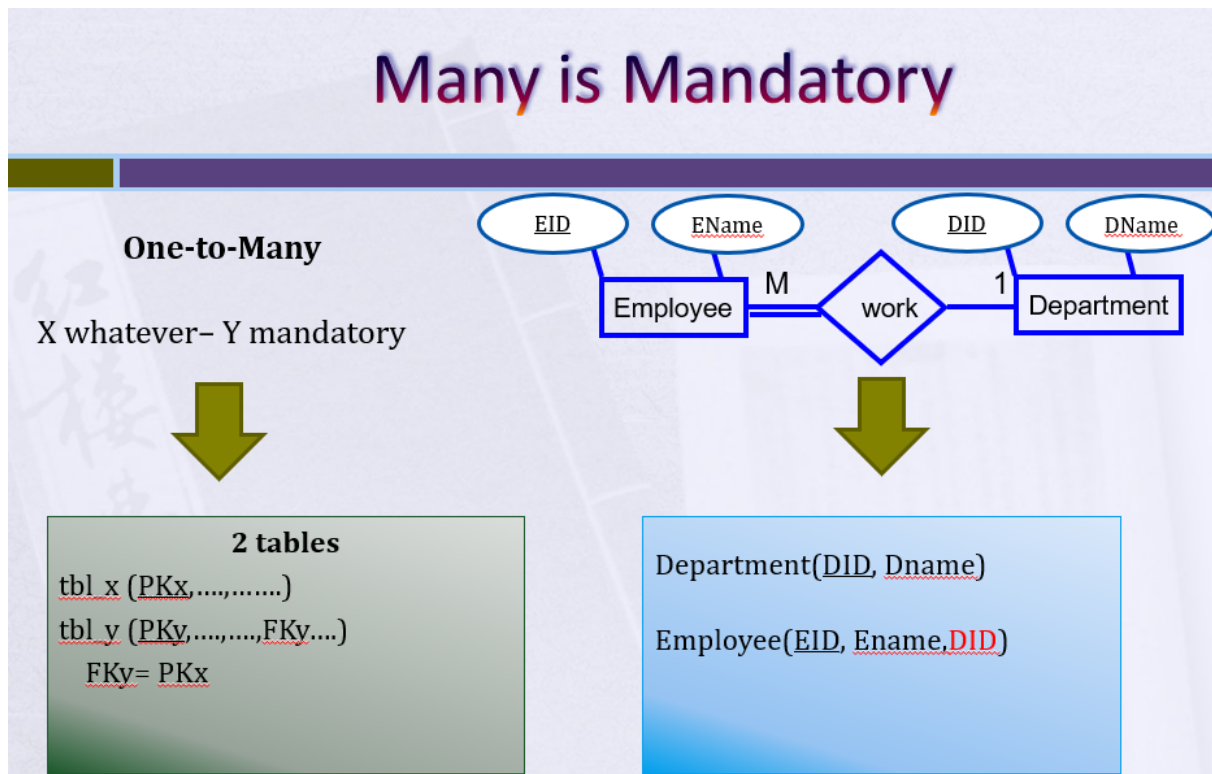 Many is Mandatory
One-to-Many
X whatever– Y mandatory
EID
EName
DID
DName
Employee
M
work
1
Department
2 tables
tbl_x (PKx,....,…….)
tbl_y (PKy,….,….,FKy….)
FKy= PKx
Department(DID, Dname)
Employee(EID, Ename,DID)